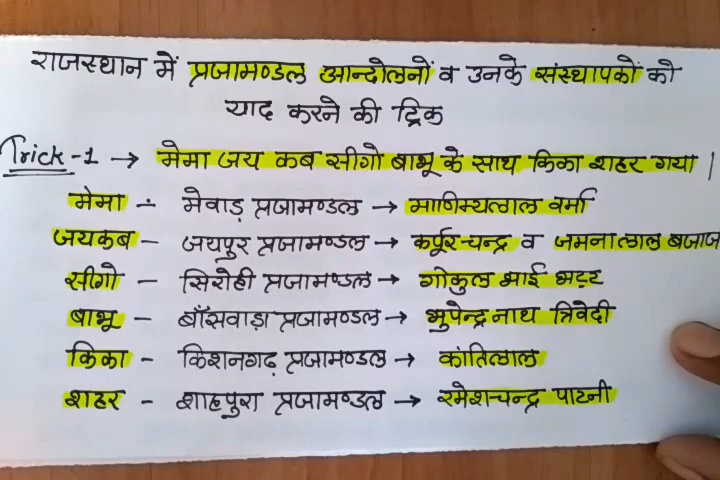 राजस्थान में प्रजामण्डल आन्दोलनों व उनके संस्थापकों को
याद करने की ट्रिक
Trick-1 → मेमा जय कब सीगो बाभू के साथ किका शहर गया |
मेमा :- मेवाड़ प्रजामण्डल → माणिक्यलाल वर्मा
जयकब - जयपुर प्रजामण्डल → कर्पूरचन्द्र व जमनालाल बजाज
सीगो - सिरोही प्रजामण्डल → गोकुल भाई भट्ट
बाभू - बाँसवाड़ा प्रजामण्डल → भुपेन्द्र नाथ त्रिवेदी
किका - किशनगढ़ प्रजामण्डल → कांतिलाल
शहर - शाहपुरा प्रजामण्डल → रमेशचन्द्र पाटनी